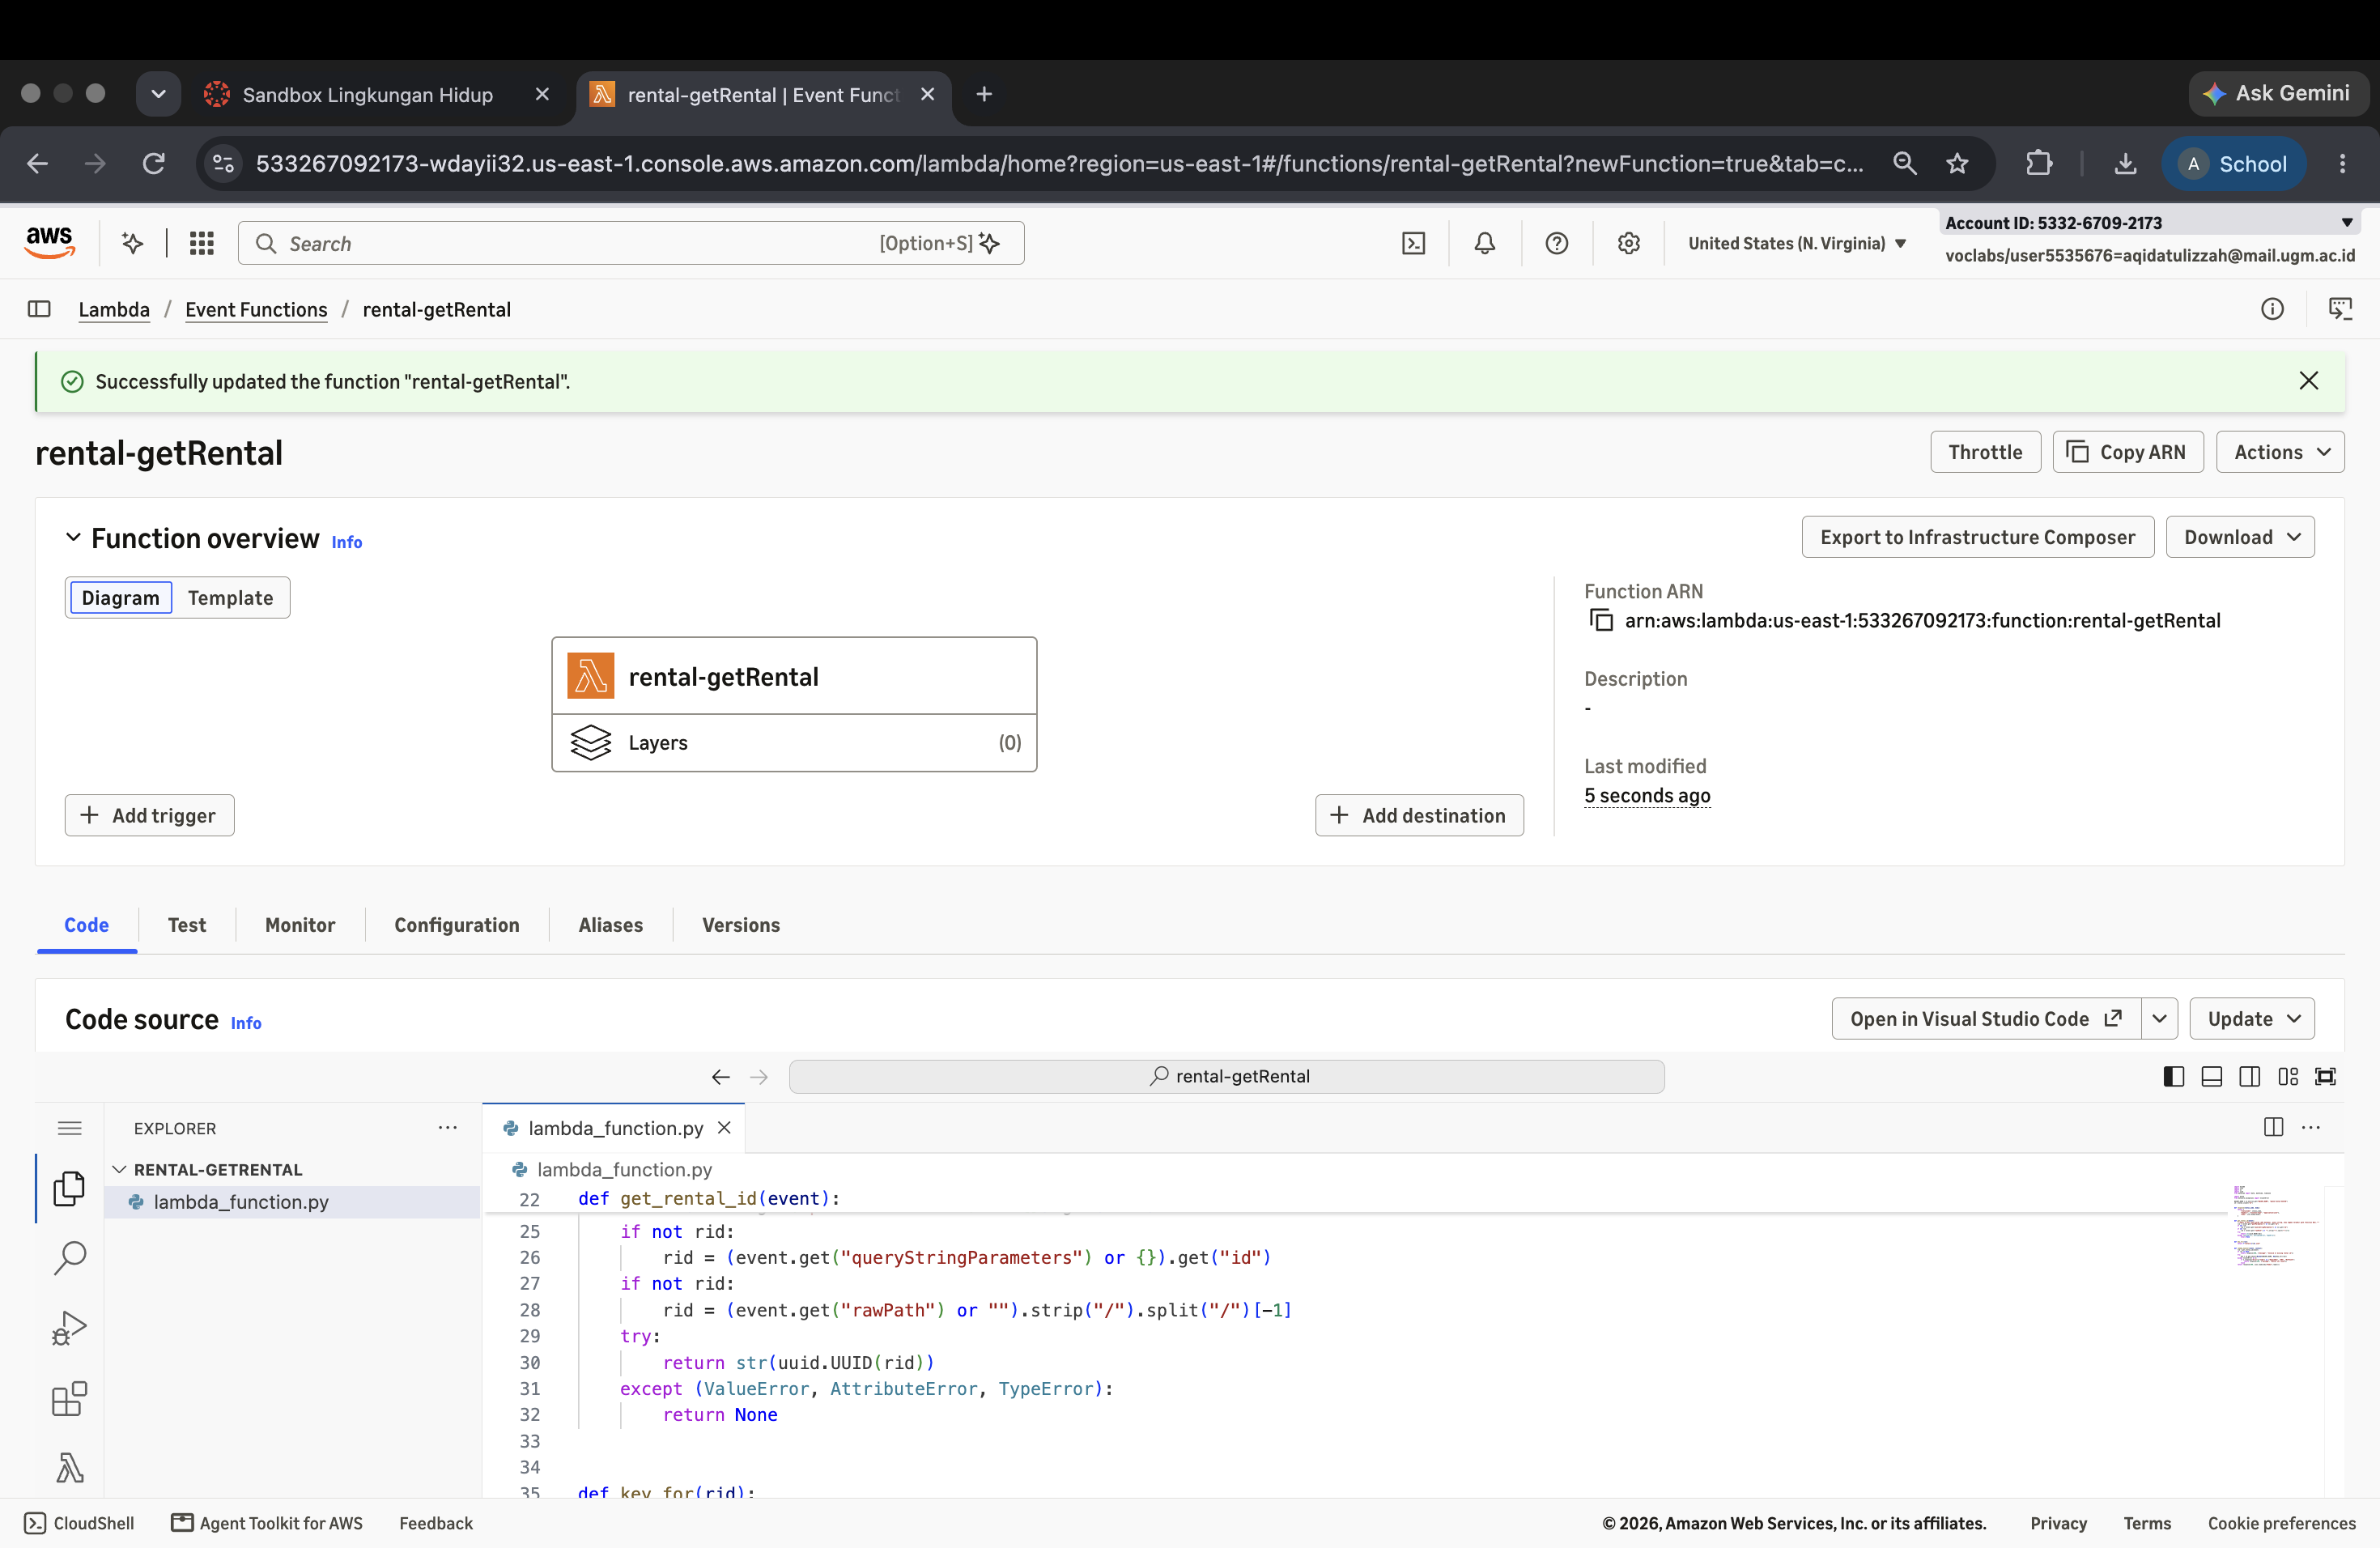 Sandbox Lingkungan Hidup
rental-getRental | Event Funct
Ask Gemini
533267092173-wdayii32.us-east-1.console.aws.amazon.com/lambda/home?region=us-east-1#/functions/rental-getRental?newFunction=true&tab=c...
A School
aws
Search [Option+S]
United States (N. Virginia)
Account ID: 5332-6709-2173
voclabs/user5535676=aqidatulizzah@mail.ugm.ac.id
Lambda / Event Functions / rental-getRental
Successfully updated the function "rental-getRental".
rental-getRental
Throttle
Copy ARN
Actions
Function overview Info
Export to Infrastructure Composer
Download
Diagram
Template
rental-getRental
Layers (0)
Add trigger
Add destination
Function ARN
arn:aws:lambda:us-east-1:533267092173:function:rental-getRental
Description
-
Last modified
5 seconds ago
Code
Test
Monitor
Configuration
Aliases
Versions
Code source Info
Open in Visual Studio Code
Update
rental-getRental
EXPLORER
RENTAL-GETRENTAL
lambda_function.py
lambda_function.py
lambda_function.py
22 def get_rental_id(event):
25 if not rid:
26 rid = (event.get("queryStringParameters") or {}).get("id")
27 if not rid:
28 rid = (event.get("rawPath") or "").strip("/").split("/")[-1]
29 try:
30 return str(uuid.UUID(rid))
31 except (ValueError, AttributeError, TypeError):
32 return None
33
34
35 def key_for(rid):
CloudShell
Agent Toolkit for AWS
Feedback
© 2026, Amazon Web Services, Inc. or its affiliates.
Privacy
Terms
Cookie preferences